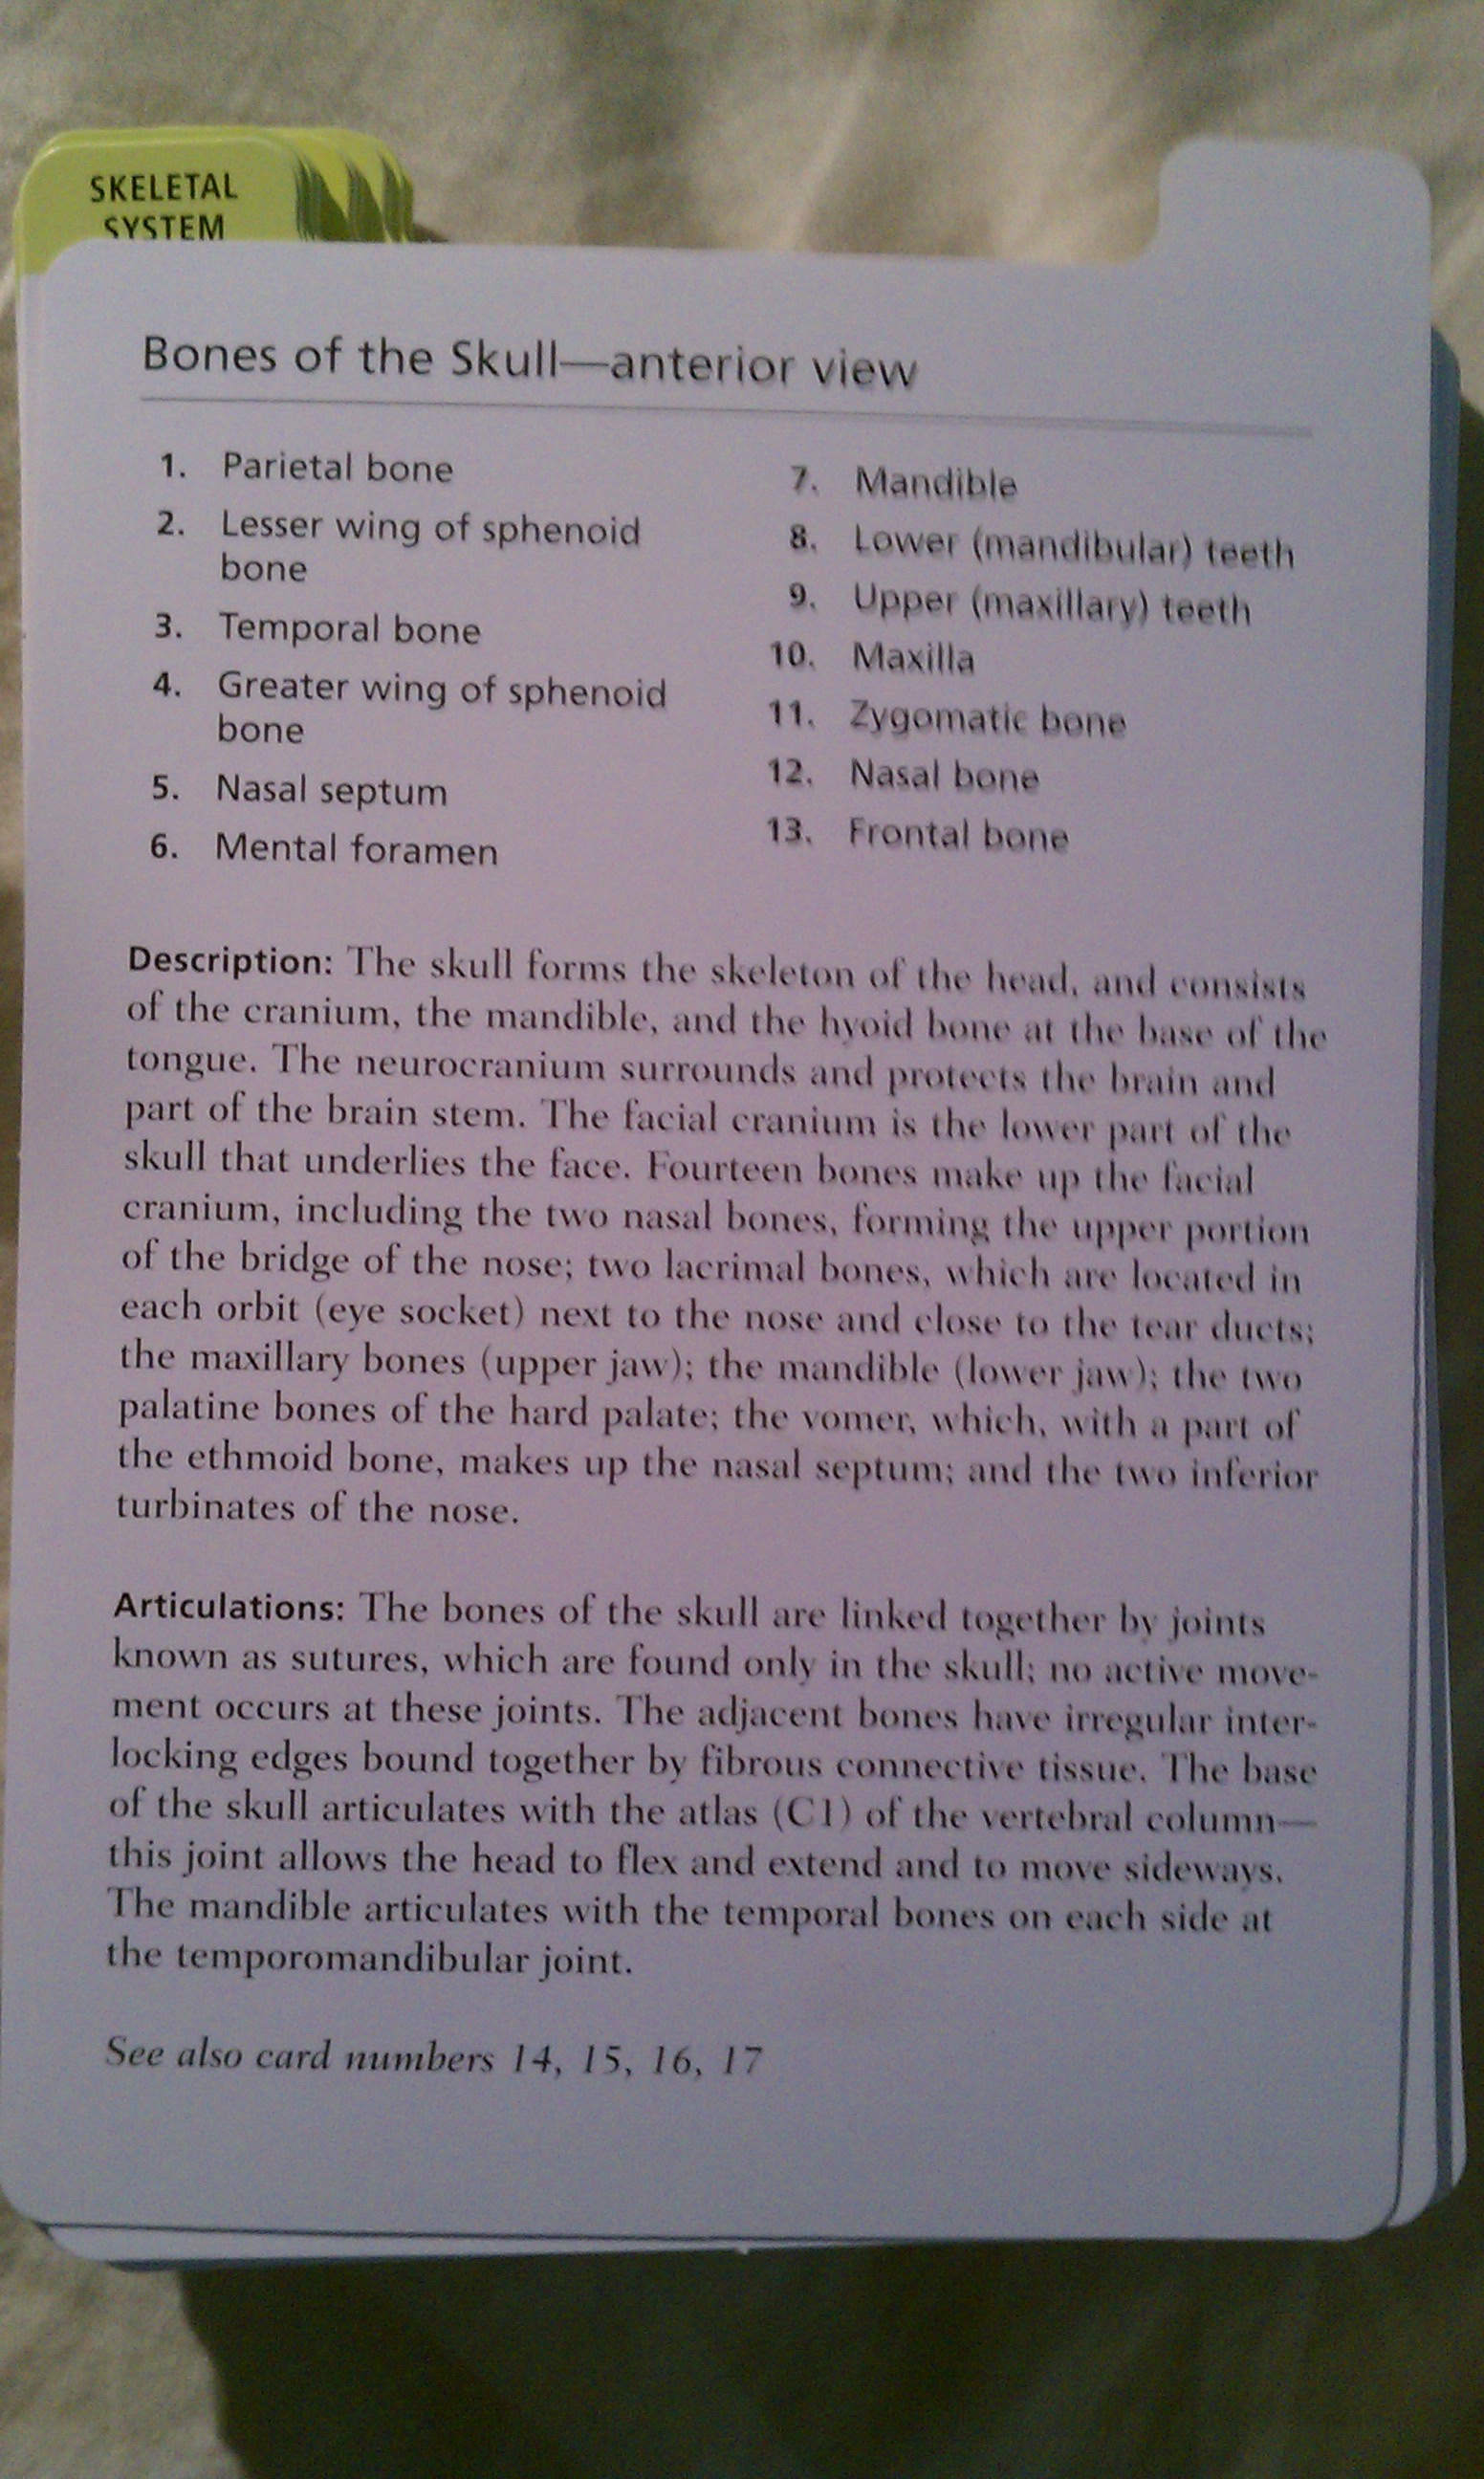 SKELETAL
SYSTEM
Bones of the Skull—anterior view
1. Parietal bone
2. Lesser wing of sphenoid
bone
3. Temporal bone
4. Greater wing of sphenoid
bone
5. Nasal septum
6. Mental foramen
7. Mandible
8. Lower (mandibular) teeth
9. Upper (maxillary) teeth
10. Maxilla
11. Zygomatic bone
12. Nasal bone
13. Frontal bone
Description: The skull forms the skeleton of the head, and consists
of the cranium, the mandible, and the hyoid bone at the base of the
tongue. The neurocranium surrounds and protects the brain and
part of the brain stem. The facial cranium is the lower part of the
skull that underlies the face. Fourteen bones make up the facial
cranium, including the two nasal bones, forming the upper portion
of the bridge of the nose; two lacrimal bones, which are located in
each orbit (eye socket) next to the nose and close to the tear ducts;
the maxillary bones (upper jaw); the mandible (lower jaw); the two
palatine bones of the hard palate; the vomer, which, with a part of
the ethmoid bone, makes up the nasal septum; and the two inferior
turbinates of the nose.
Articulations: The bones of the skull are linked together by joints
known as sutures, which are found only in the skull; no active move-
ment occurs at these joints. The adjacent bones have irregular inter-
locking edges bound together by fibrous connective tissue. The base
of the skull articulates with the atlas (C1) of the vertebral column—
this joint allows the head to flex and extend and to move sideways.
The mandible articulates with the temporal bones on each side at
the temporomandibular joint.
See also card numbers 14, 15, 16, 17